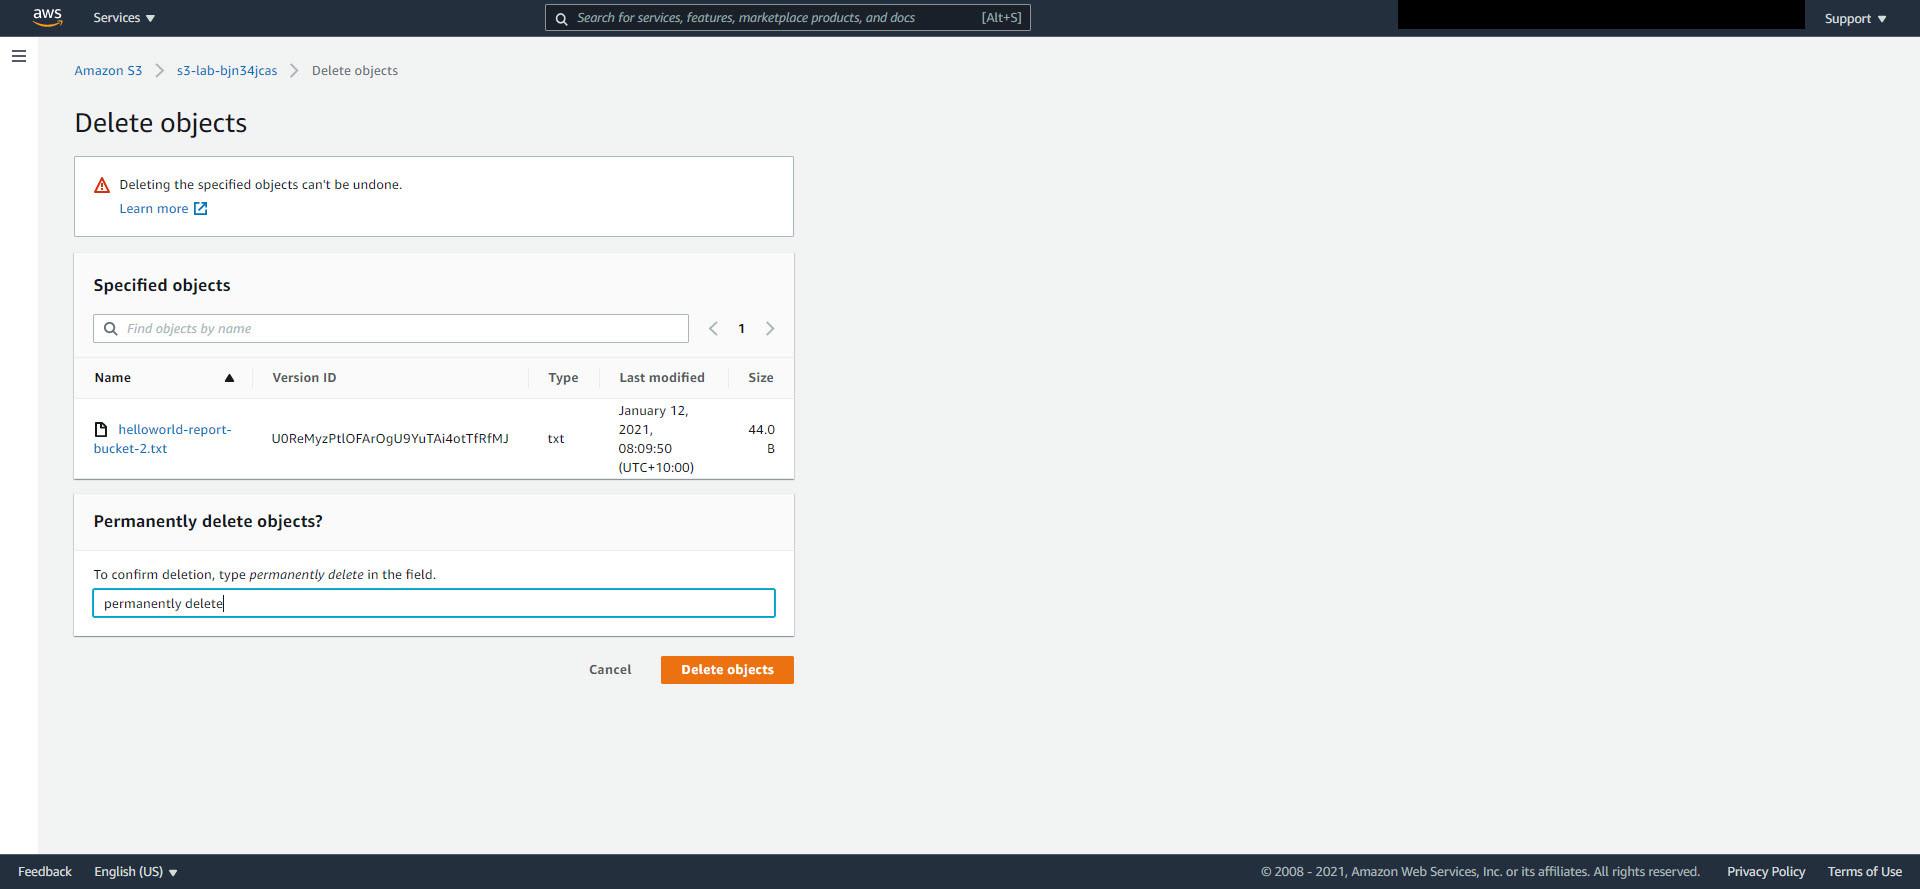 aws Services Search for services, features, marketplace products, and docs [Alt+S] Support
Amazon S3 s3-lab-bjn34jcas Delete objects
Delete objects
Deleting the specified objects can't be undone.
Learn more
Specified objects
Find objects by name 1
Name Version ID Type Last modified Size
helloworld-report-bucket-2.txt U0ReMyzPtlOFArOgU9YuTAi4otTfRfMJ txt January 12, 2021, 08:09:50 (UTC+10:00) 44.0 B
Permanently delete objects?
To confirm deletion, type permanently delete in the field.
permanently delete
Cancel Delete objects
Feedback English (US) © 2008 - 2021, Amazon Web Services, Inc. or its affiliates. All rights reserved. Privacy Policy Terms of Use